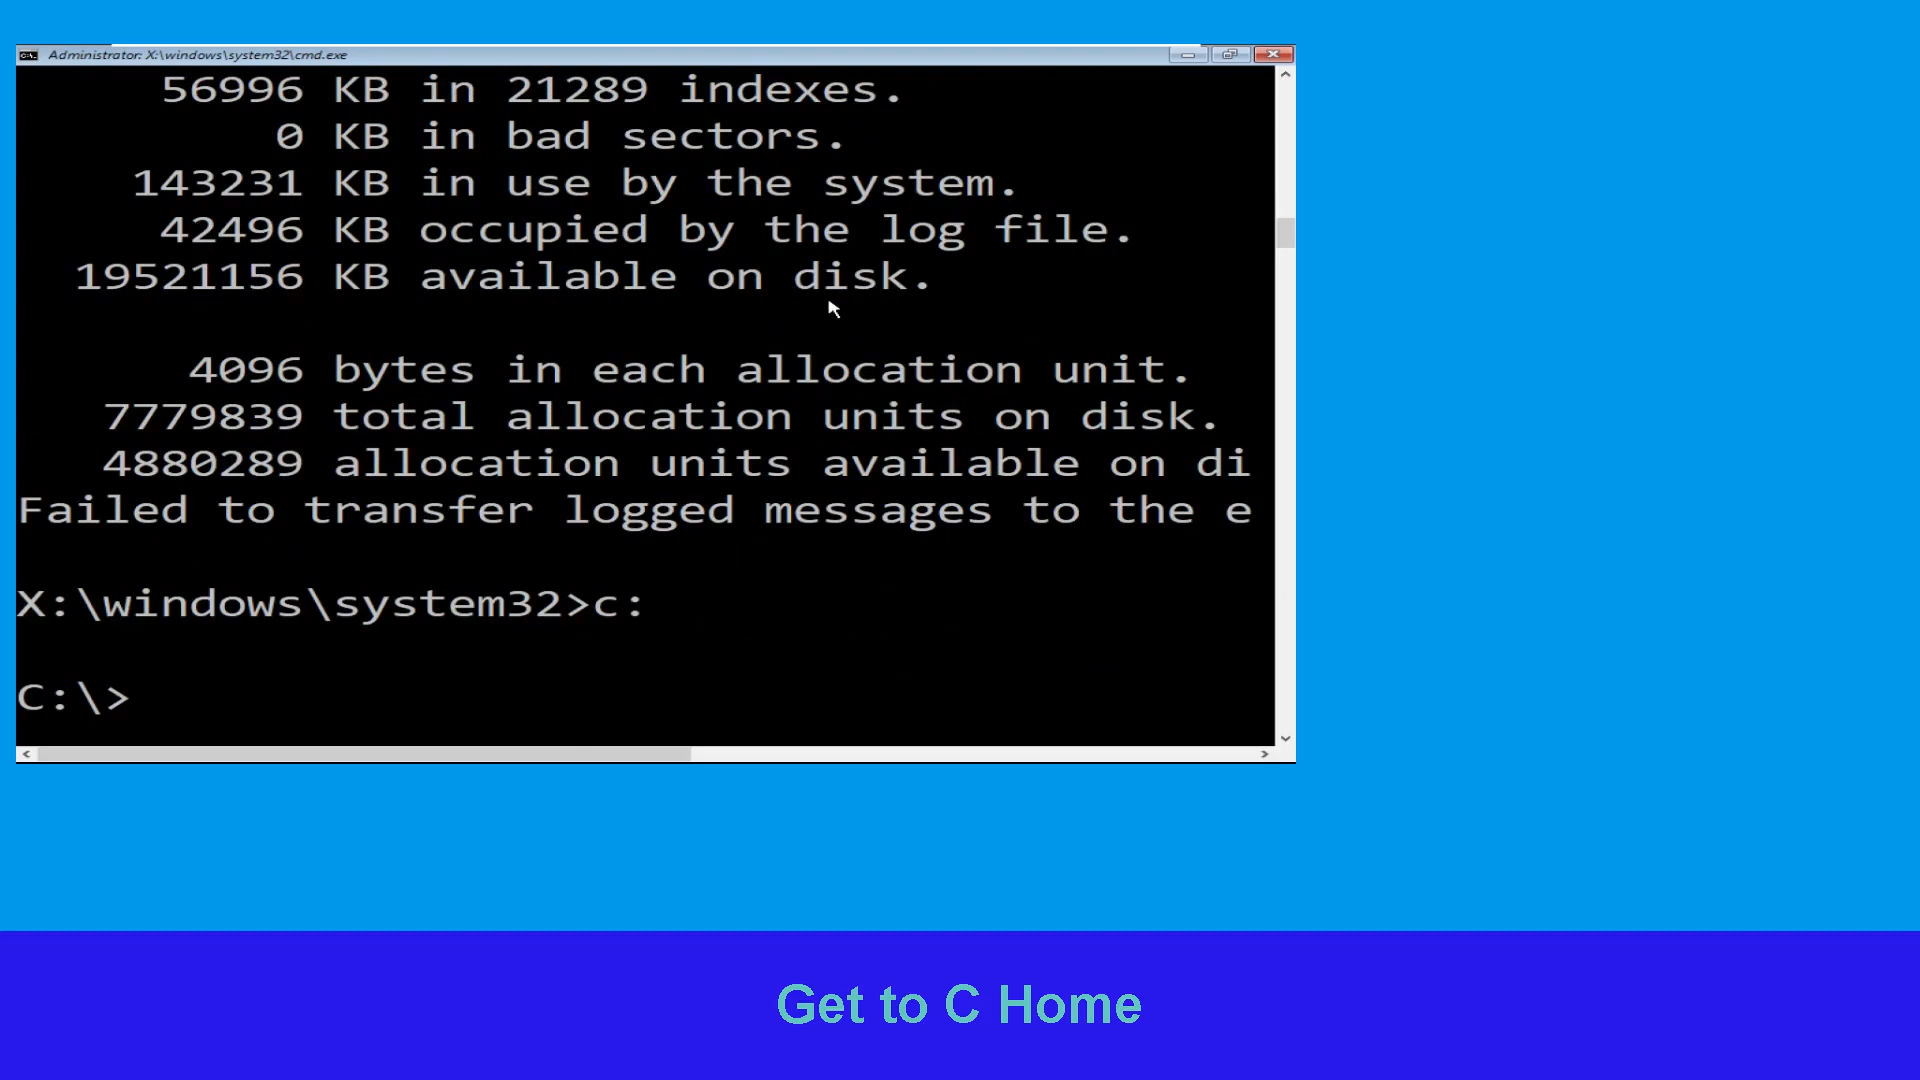 Administrator: X:\windows\system32\cmd.exe
56996 KB in 21289 indexes.
0 KB in bad sectors.
143231 KB in use by the system.
42496 KB occupied by the log file.
19521156 KB available on disk.
4096 bytes in each allocation unit.
7779839 total allocation units on disk.
4880289 allocation units available on di
Failed to transfer logged messages to the e
X:\windows\system32>c:
C:\>
Get to C Home